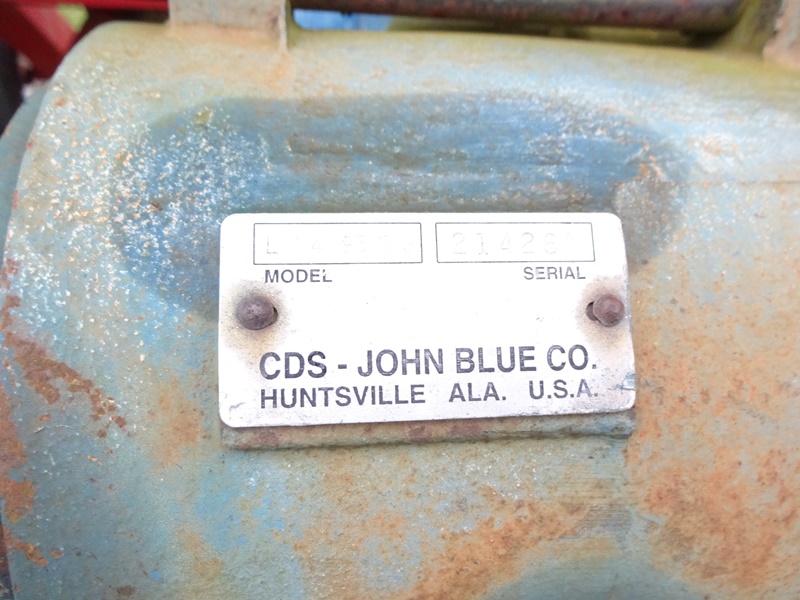 MODEL SERIAL
CDS - JOHN BLUE CO.
HUNTSVILLE ALA. U.S.A.